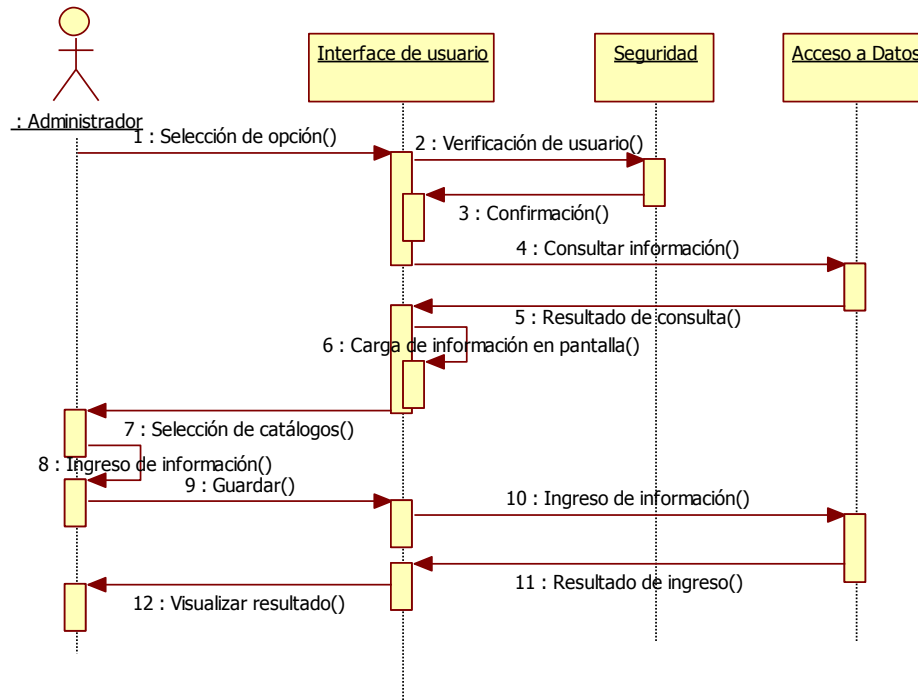 Interface de usuario
Seguridad
Acceso a Datos
: Administrador
1 : Selección de opción()
2 : Verificación de usuario()
3 : Confirmación()
4 : Consultar información()
5 : Resultado de consulta()
6 : Carga de información en pantalla()
7 : Selección de catálogos()
8 : Ingreso de información()
9 : Guardar()
10 : Ingreso de información()
11 : Resultado de ingreso()
12 : Visualizar resultado()